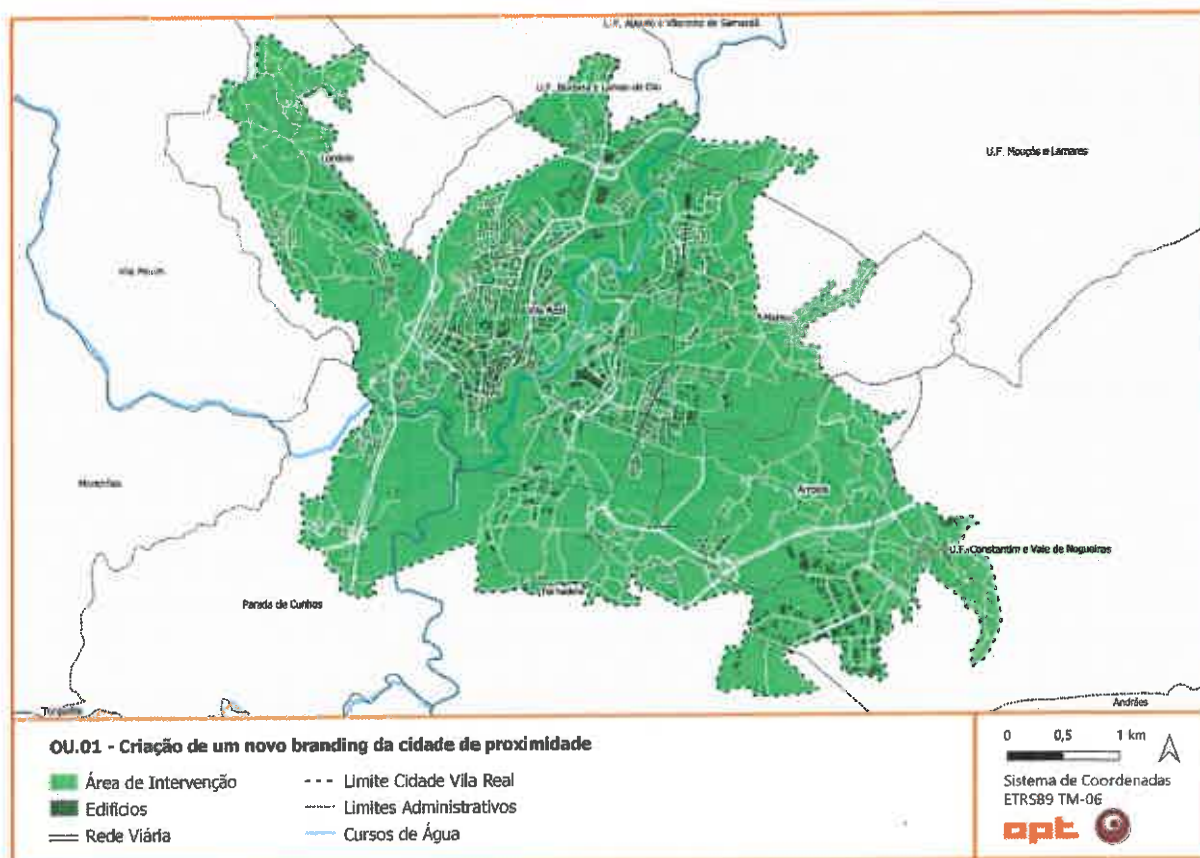 U.F. Mouçós e Lamares
Lordelo
Vila Real
Arroios
U.F. Constantim e Vale de Nogueiras
Parada de Cunhos
Andrães
OU.01 - Criação de um novo branding da cidade de proximidade
Área de Intervenção
Edifícios
Rede Viária
Limite Cidade Vila Real
Limites Administrativos
Cursos de Água
0 0,5 1 km
Sistema de Coordenadas
ETRS89 TM-06
opt